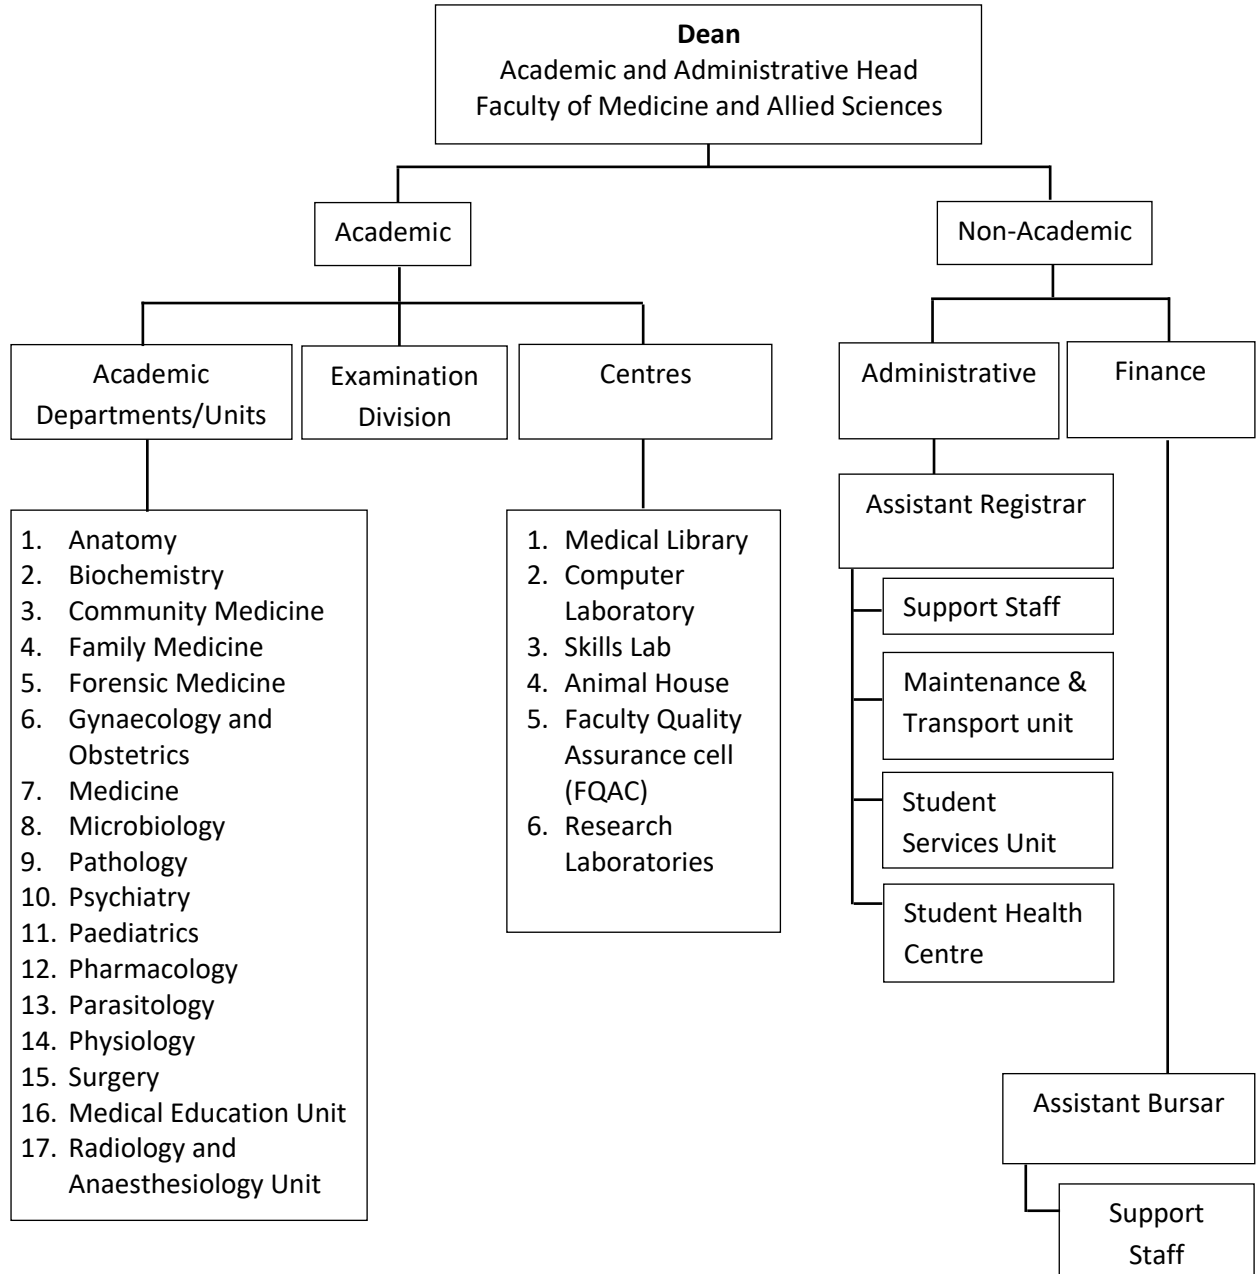 Dean
Academic and Administrative Head
Faculty of Medicine and Allied Sciences
Academic
Non-Academic
Academic
Departments/Units
Examination
Division
Centres
Administrative
Finance
1. Anatomy
2. Biochemistry
3. Community Medicine
4. Family Medicine
5. Forensic Medicine
6. Gynaecology and
Obstetrics
7. Medicine
8. Microbiology
9. Pathology
10. Psychiatry
11. Paediatrics
12. Pharmacology
13. Parasitology
14. Physiology
15. Surgery
16. Medical Education Unit
17. Radiology and
Anaesthesiology Unit
1. Medical Library
2. Computer
Laboratory
3. Skills Lab
4. Animal House
5. Faculty Quality
Assurance cell
(FQAC)
6. Research
Laboratories
Assistant Registrar
Support Staff
Maintenance &
Transport unit
Student
Services Unit
Student Health
Centre
Assistant Bursar
Support
Staff